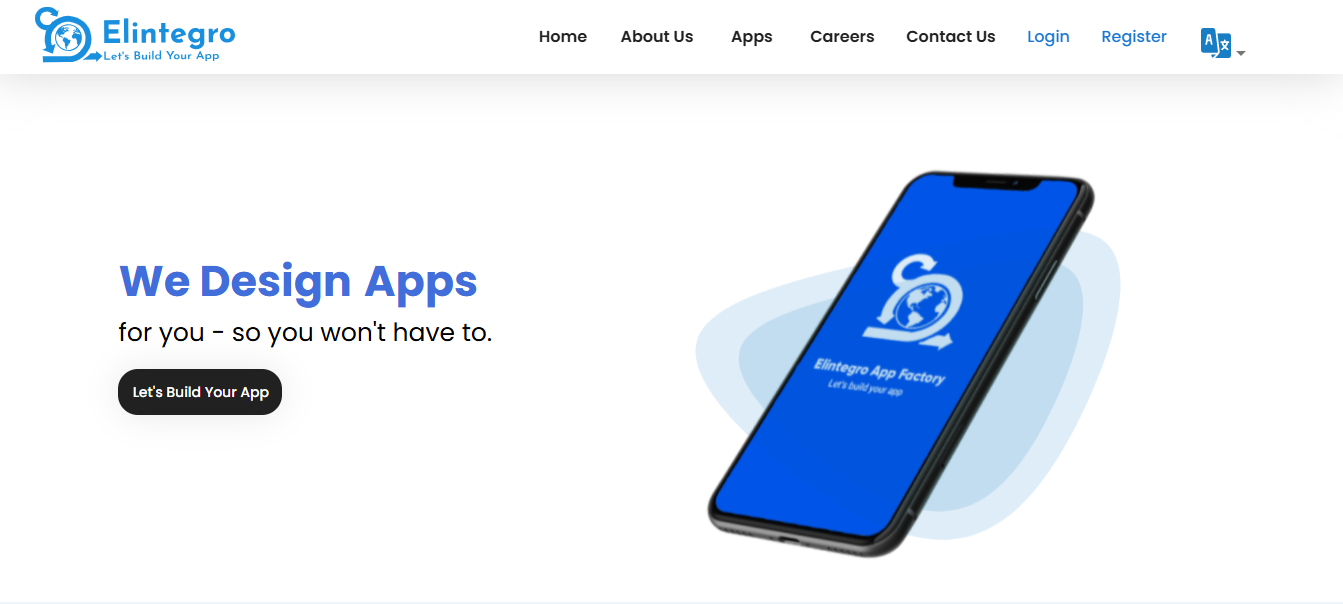 Elintegro
Let's Build Your App
Home About Us Apps Careers Contact Us Login Register
A 文
We Design Apps
for you - so you won't have to.
Let's Build Your App
Elintegro App Factory
Let's build your app